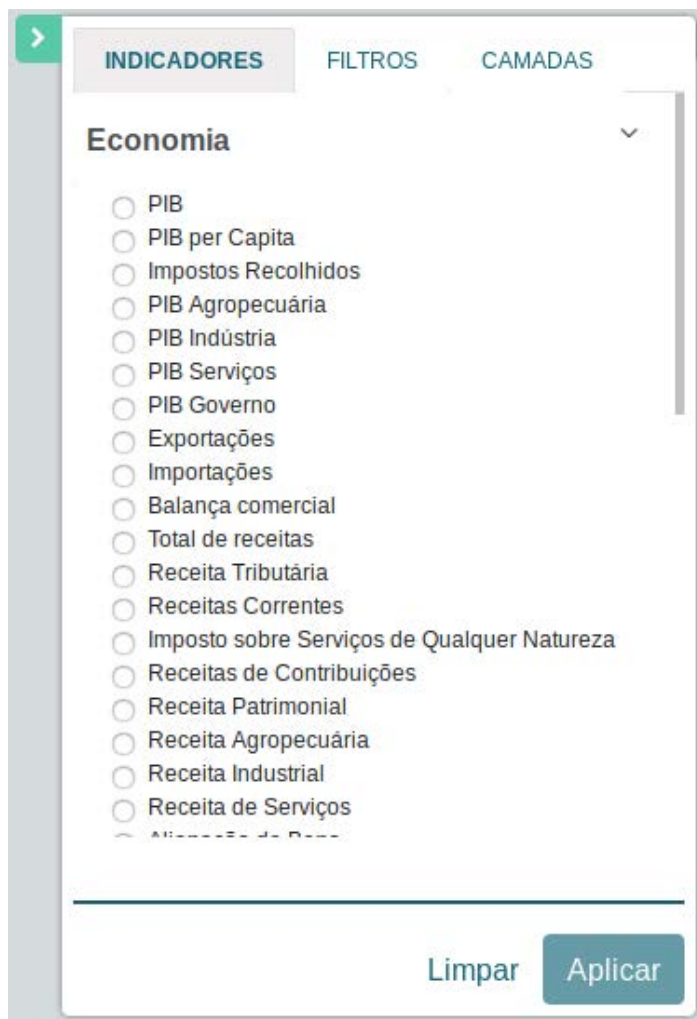 INDICADORES FILTROS CAMADAS
Economia
PIB
PIB per Capita
Impostos Recolhidos
PIB Agropecuária
PIB Indústria
PIB Serviços
PIB Governo
Exportações
Importações
Balança comercial
Total de receitas
Receita Tributária
Receitas Correntes
Imposto sobre Serviços de Qualquer Natureza
Receitas de Contribuições
Receita Patrimonial
Receita Agropecuária
Receita Industrial
Receita de Serviços
Limpar Aplicar